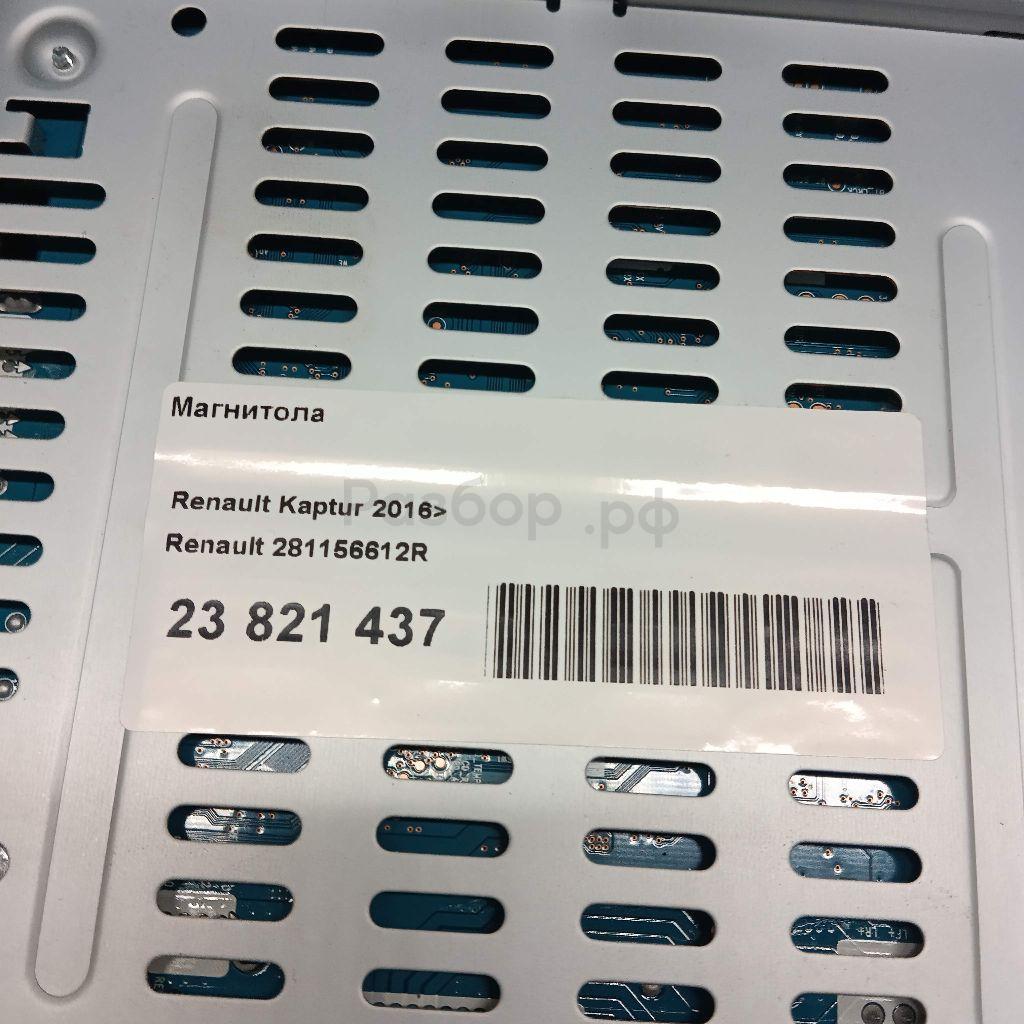 Магнитола
Renault Kaptur 2016>
Разбор.рф
Renault 281156612R
23 821 437